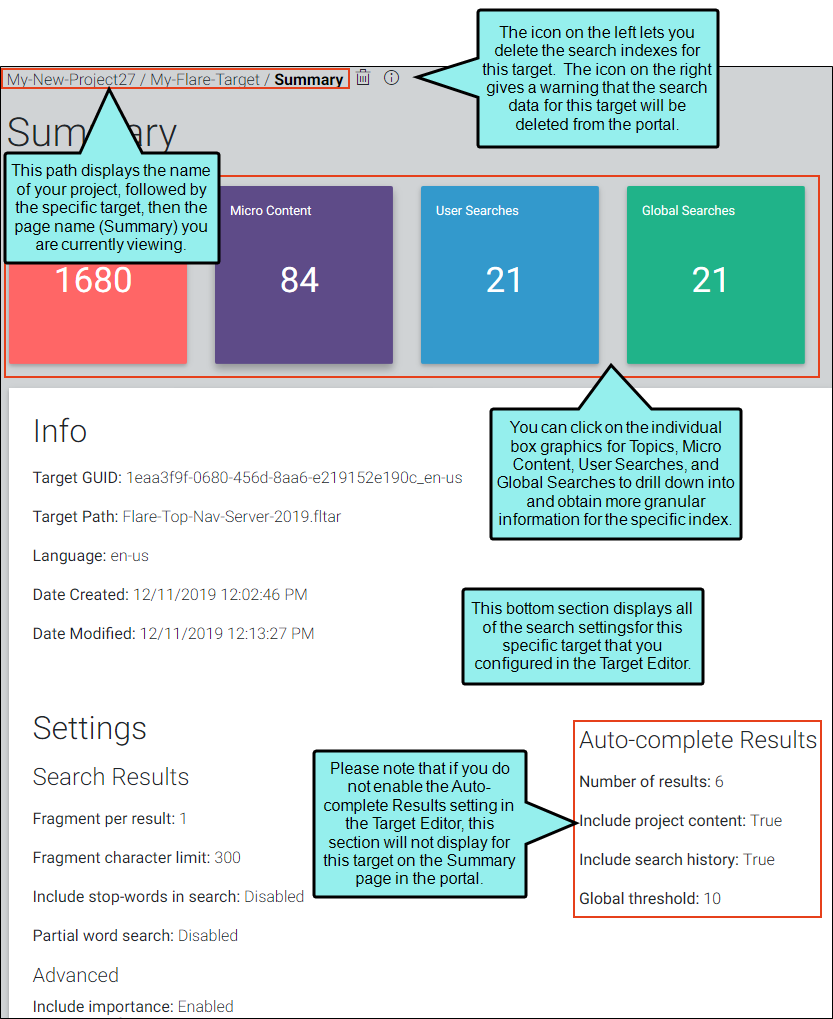 The icon on the left lets you
delete the search indexes for
this target.  The icon on the right
gives a warning that the search
data for this target will be
deleted from the portal.
My-New-Project27 / My-Flare-Target / Summary
Summary
This path displays the name
of your project, followed by
the specific target, then the
page name (Summary) you
are currently viewing.
1680
Micro Content
84
User Searches
21
Global Searches
21
You can click on the individual
box graphics for Topics, Micro
Content, User Searches, and
Global Searches to drill down into
and obtain more granular
information for the specific index.
Info
Target GUID: 1eaa3f9f-0680-456d-8aa6-e219152e190c_en-us
Target Path: Flare-Top-Nav-Server-2019.fltar
Language: en-us
Date Created: 12/11/2019 12:02:46 PM
Date Modified: 12/11/2019 12:13:27 PM
This bottom section displays all
of the search settingsfor this
specific target that you
configured in the Target Editor.
Settings
Search Results
Fragment per result: 1
Fragment character limit: 300
Include stop-words in search: Disabled
Partial word search: Disabled
Advanced
Include importance: Enabled
Please note that if you do
not enable the Auto-
complete Results setting in
the Target Editor, this
section will not display for
this target on the Summary
page in the portal.
Auto-complete Results
Number of results: 6
Include project content: True
Include search history: True
Global threshold: 10